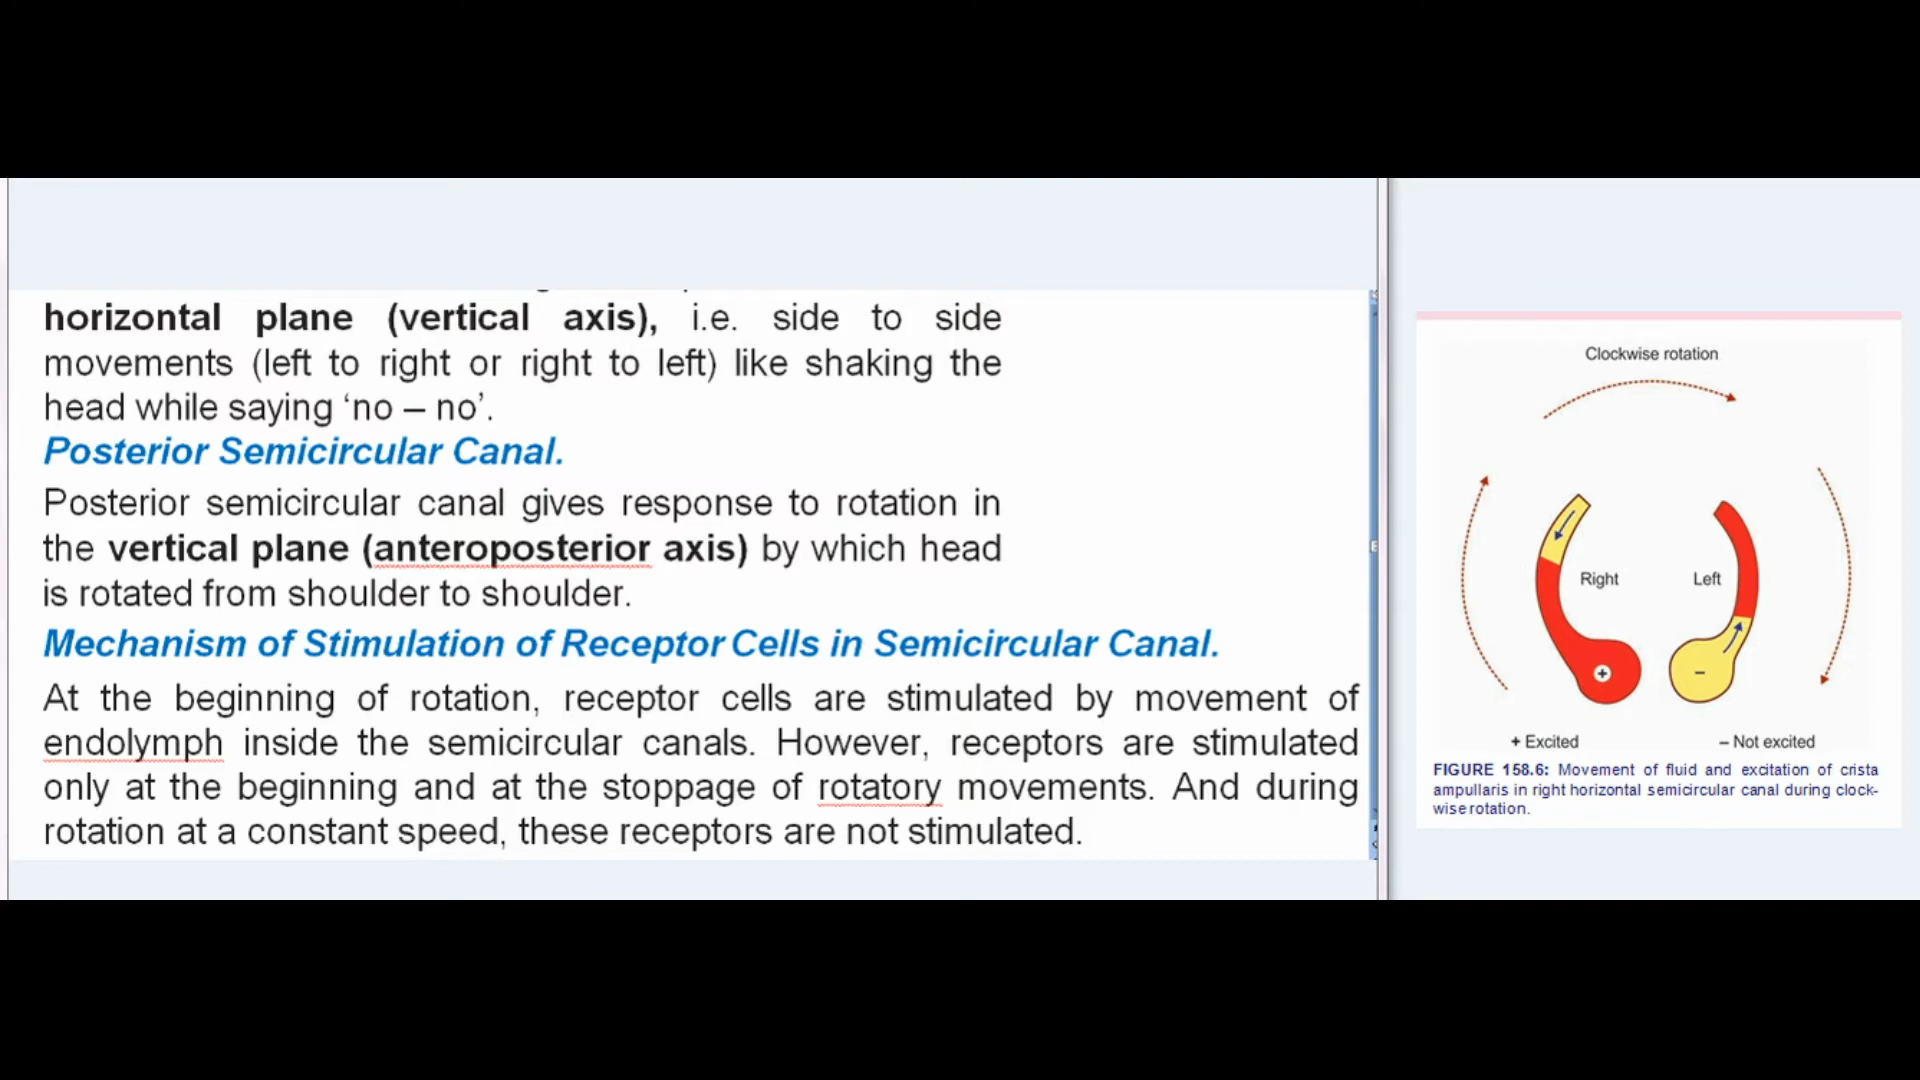 horizontal plane (vertical axis), i.e. side to side
movements (left to right or right to left) like shaking the
head while saying ‘no – no’.
Posterior Semicircular Canal.
Posterior semicircular canal gives response to rotation in
the vertical plane (anteroposterior axis) by which head
is rotated from shoulder to shoulder.
Mechanism of Stimulation of Receptor Cells in Semicircular Canal.
At the beginning of rotation, receptor cells are stimulated by movement of
endolymph inside the semicircular canals. However, receptors are stimulated
only at the beginning and at the stoppage of rotatory movements. And during
rotation at a constant speed, these receptors are not stimulated.
Clockwise rotation
Right
Left
+
–
+ Excited
– Not excited
FIGURE 158.6: Movement of fluid and excitation of crista
ampullaris in right horizontal semicircular canal during clock-
wise rotation.